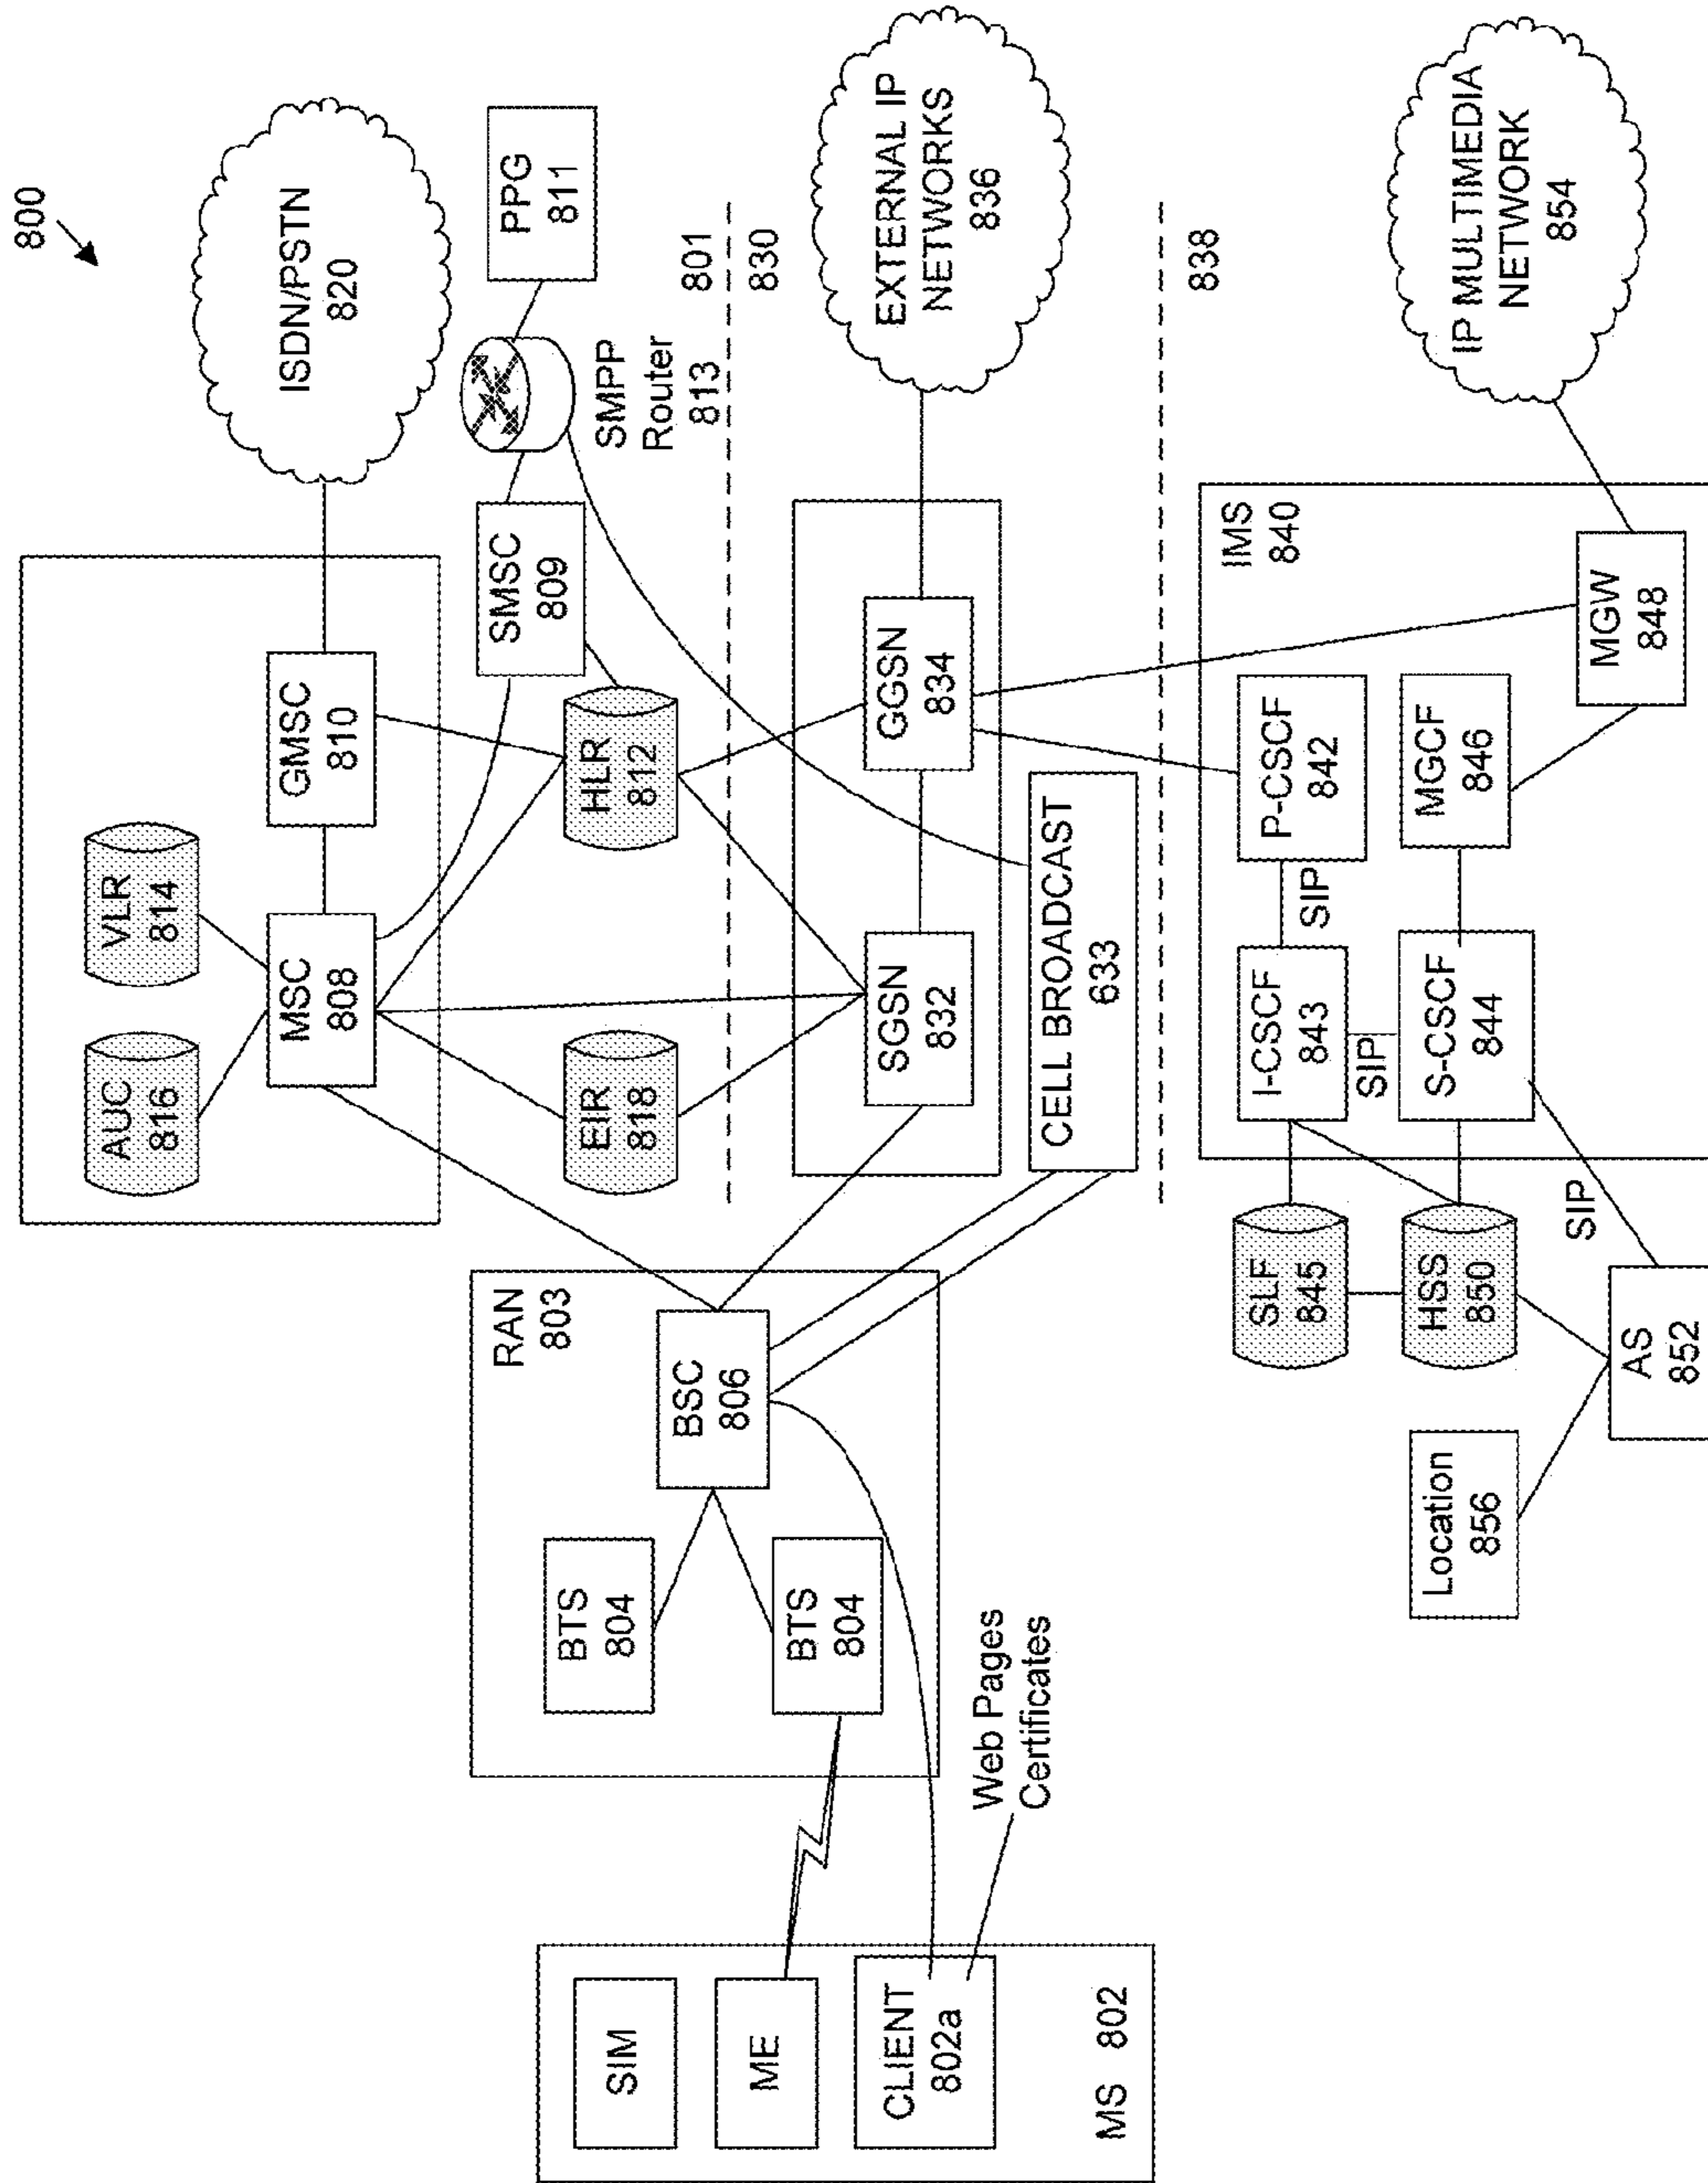 800
ISDN/PSTN
820
AUC
816
VLR
814
MSC
808
GMSC
810
SMSC
809
PPG
811
SMPP
Router
813
EIR
818
HLR
812
801
830
RAN
803
BTS
804
BTS
804
BSC
806
SIM
ME
CLIENT
802a
MS 802
Web Pages
Certificates
SGSN
832
GGSN
834
EXTERNAL IP
NETWORKS
836
CELL BROADCAST
633
838
IMS
840
SLF
845
I-CSCF
843
SIP
P-CSCF
842
SIP
HSS
850
S-CSCF
844
MGCF
846
MGW
848
IP MULTIMEDIA
NETWORK
854
Location
856
AS
852
SIP